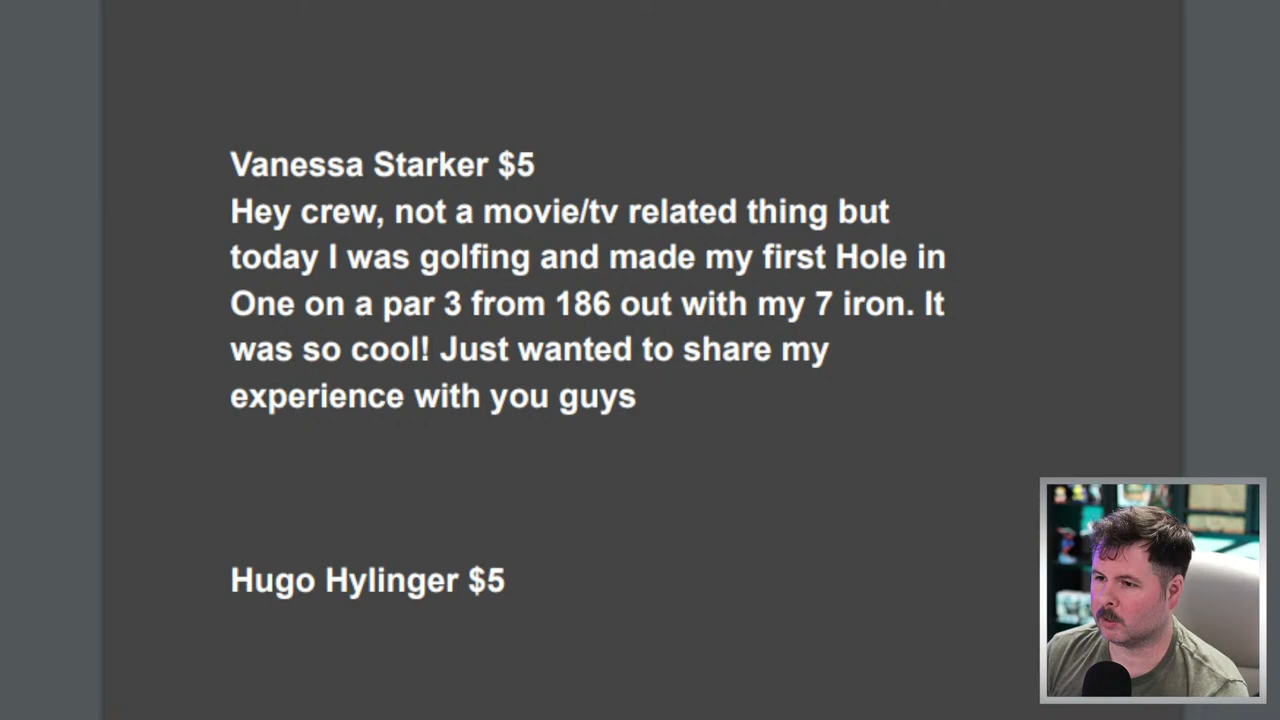 Vanessa Starker $5
Hey crew, not a movie/tv related thing but
today I was golfing and made my first Hole in
One on a par 3 from 186 out with my 7 iron. It
was so cool! Just wanted to share my
experience with you guys
Hugo Hylinger $5